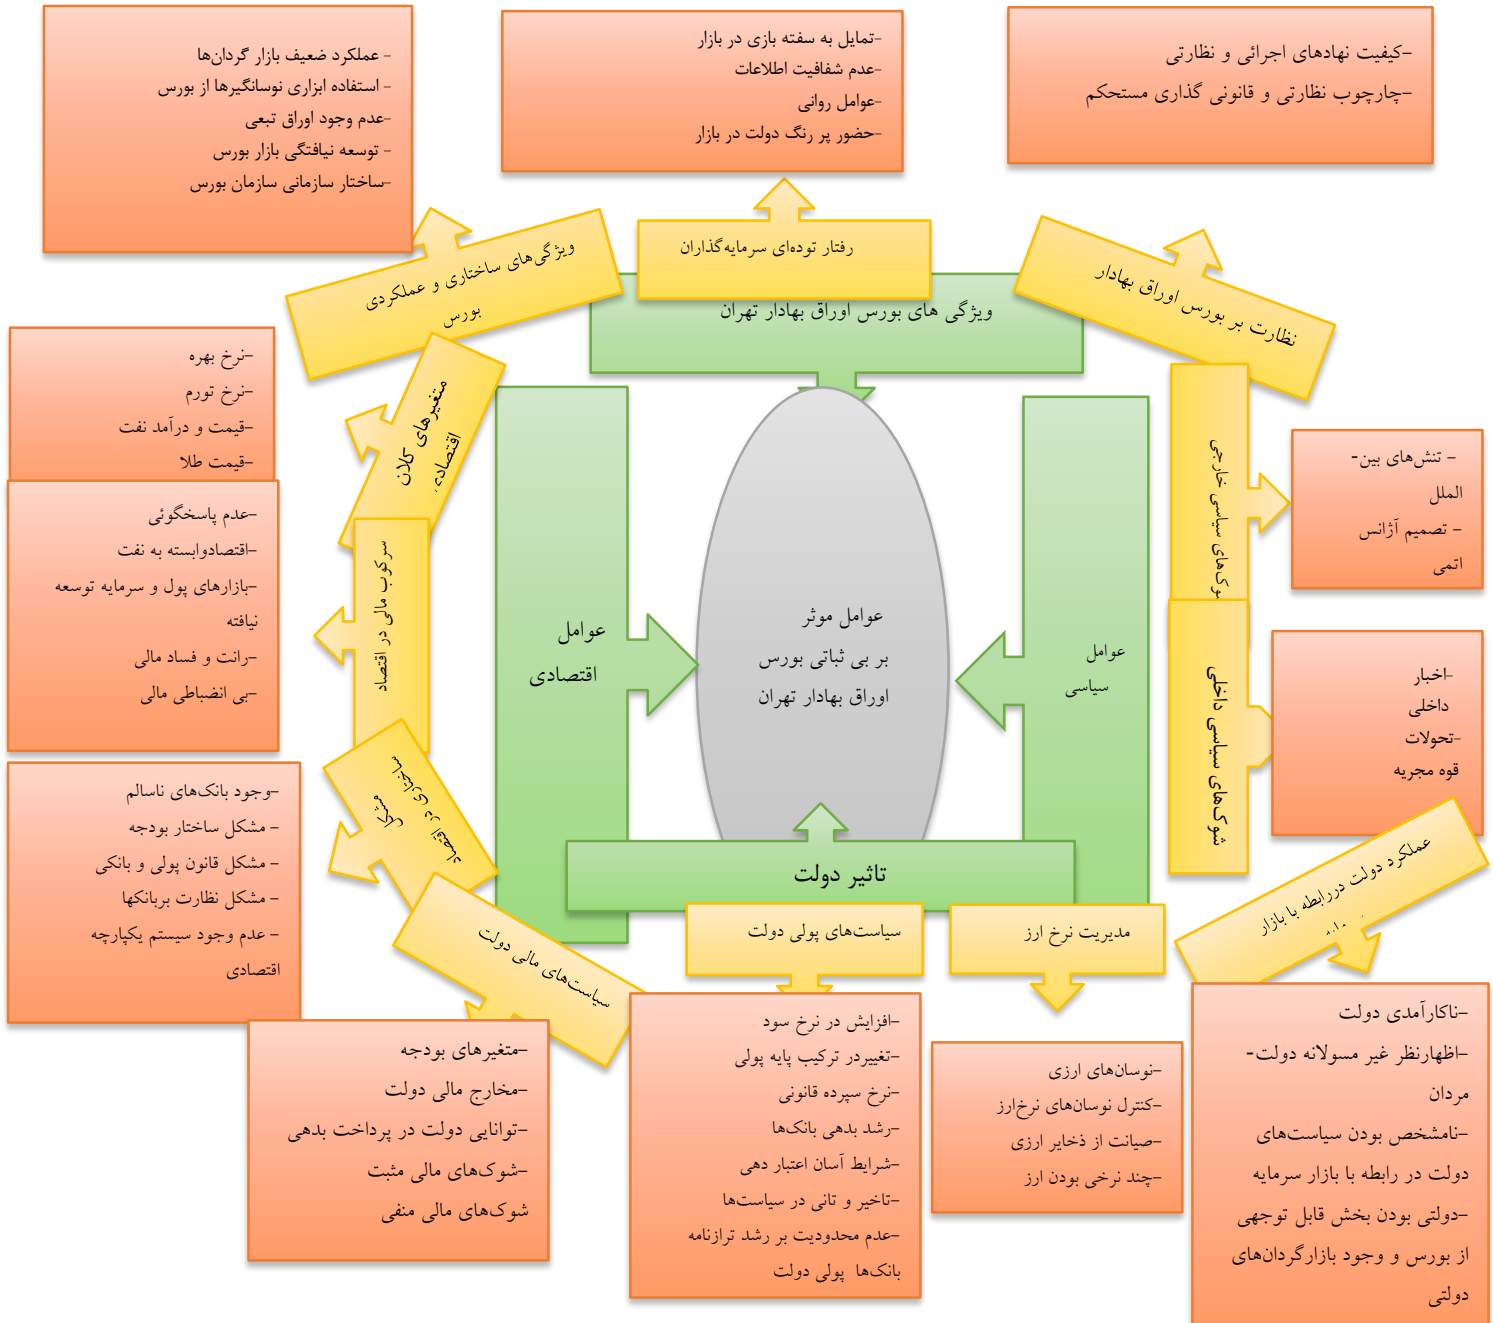 - عملکرد ضعیف بازار گردان‌ها
- استفاده ابزاری نوسانگیرها از بورس
-عدم وجود اوراق تبعی
- توسعه نیافتگی بازار بورس
-ساختار سازمانی سازمان بورس
-تمایل به سفته بازی در بازار
-عدم شفافیت اطلاعات
-عوامل روانی
-حضور پر رنگ دولت در بازار
-کیفیت نهادهای اجرائی و نظارتی
-چارچوب نظارتی و قانونی گذاری مستحکم
ویژگی‌های ساختاری و عملکردی
بورس
رفتار توده‌ای سرمایه‌گذاران
نظارت بر بورس اوراق بهادار
ویژگی های بورس اوراق بهادار تهران
-نرخ بهره
-نرخ تورم
-قیمت و درآمد نفت
-قیمت طلا
متغیرهای کلان
اقتصادی
شوک‌های سیاسی خارجی
- تنش‌های بین-
الملل
- تصمیم آژانس
اتمی
-عدم پاسخگوئی
-اقتصادوابسته به نفت
-بازارهای پول و سرمایه توسعه
نیافته
-رانت و فساد مالی
-بی انضباطی مالی
سرکوب مالی در اقتصاد
عوامل
اقتصادی
عوامل موثر
بر بی ثباتی بورس
اوراق بهادار تهران
عوامل
سیاسی
شوک‌های سیاسی داخلی
-اخبار
داخلی
-تحولات
قوه مجریه
-وجود بانک‌های ناسالم
- مشکل ساختار بودجه
- مشکل قانون پولی و بانکی
- مشکل نظارت بربانکها
- عدم وجود سیستم یکپارچه
اقتصادی
ساختاری در اقتصاد
تاثیر دولت
عملکرد دولت دررابطه با بازار
سیاست‌های مالی دولت
سیاست‌های پولی دولت
مدیریت نرخ ارز
-متغیرهای بودجه
-مخارج مالی دولت
-توانایی دولت در پرداخت بدهی
-شوک‌های مالی مثبت
شوک‌های مالی منفی
-افزایش در نرخ سود
-تغییردر ترکیب پایه پولی
-نرخ سپرده قانونی
-رشد بدهی بانک‌ها
-شرایط آسان اعتبار دهی
-تاخیر و تانی در سیاست‌ها
-عدم محدودیت بر رشد ترازنامه
بانک‌ها پولی دولت
-نوسان‌های ارزی
-کنترل نوسان‌های نرخ‌ارز
-صیانت از ذخایر ارزی
-چند نرخی بودن ارز
-ناکارآمدی دولت
-اظهارنظر غیر مسولانه دولت-
مردان
-نامشخص بودن سیاست‌های
دولت در رابطه با بازار سرمایه
-دولتی بودن بخش قابل توجهی
از بورس و وجود بازارگردان‌های
دولتی